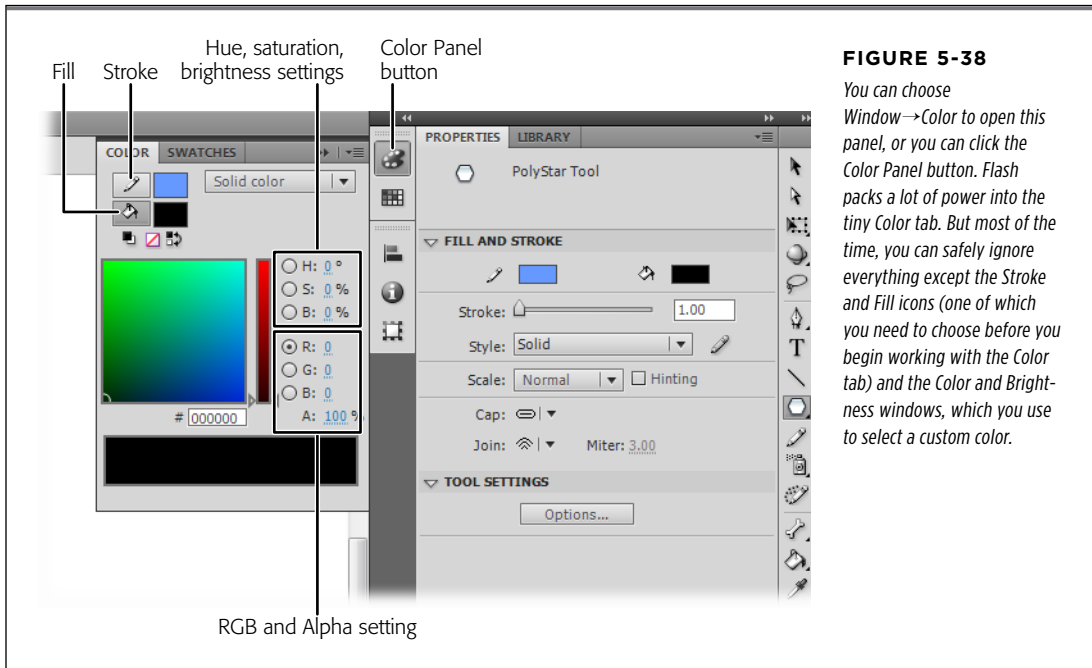 Hue, saturation,
brightness settings
Color Panel
button
Fill
Stroke
COLOR
SWATCHES
Solid color
H: 0 °
S: 0 %
B: 0 %
R: 0
G: 0
B: 0
A: 100 %
# 000000
PROPERTIES
LIBRARY
PolyStar Tool
FILL AND STROKE
Stroke: 1.00
Style: Solid
Scale: Normal
Hinting
Cap:
Join:
Miter: 3.00
TOOL SETTINGS
Options...
T
RGB and Alpha setting
FIGURE 5-38
You can choose
Window→Color to open this
panel, or you can click the
Color Panel button. Flash
packs a lot of power into the
tiny Color tab. But most of the
time, you can safely ignore
everything except the Stroke
and Fill icons (one of which
you need to choose before you
begin working with the Color
tab) and the Color and Bright-
ness windows, which you use
to select a custom color.